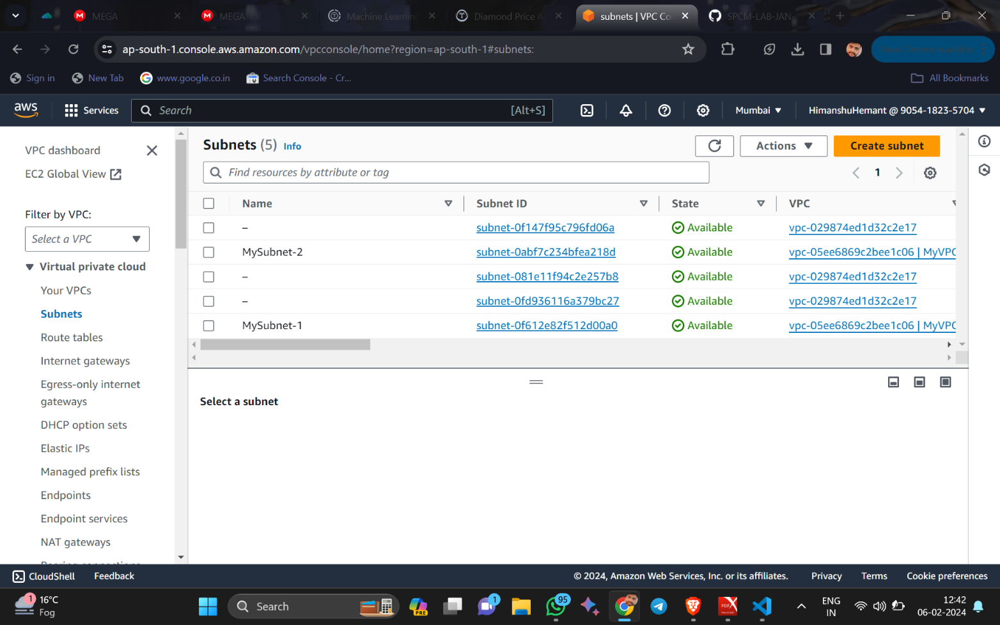 MEGA
MEGA
Machine Learning
Diamond Price A
subnets | VPC Co
SPCM-LAB-JAN-
ap-south-1.console.aws.amazon.com/vpcconsole/home?region=ap-south-1#subnets:
New Chrome available
Sign in
New Tab
www.google.co.in
Search Console - Cr...
All Bookmarks
aws
Services
Search
[Alt+S]
Mumbai
HimanshuHemant @ 9054-1823-5704
VPC dashboard
EC2 Global View
Filter by VPC:
Select a VPC
Virtual private cloud
Your VPCs
Subnets
Route tables
Internet gateways
Egress-only internet
gateways
DHCP option sets
Elastic IPs
Managed prefix lists
Endpoints
Endpoint services
NAT gateways
Peering connections
Subnets (5) Info
Actions
Create subnet
Find resources by attribute or tag
1
Name Subnet ID State VPC
– subnet-0f147f95c796fd06a Available vpc-029874ed1d32c2e17
MySubnet-2 subnet-0abf7c234bfea218d Available vpc-05ee6869c2bee1c06 | MyVPC
– subnet-081e11f94c2e257b8 Available vpc-029874ed1d32c2e17
– subnet-0fd936116a379bc27 Available vpc-029874ed1d32c2e17
MySubnet-1 subnet-0f612e82f512d00a0 Available vpc-05ee6869c2bee1c06 | MyVPC
Select a subnet
CloudShell
Feedback
© 2024, Amazon Web Services, Inc. or its affiliates.
Privacy
Terms
Cookie preferences
1
16°C
Fog
Search
PRE
1
95
PDF
ENG
IN
12:42
06-02-2024